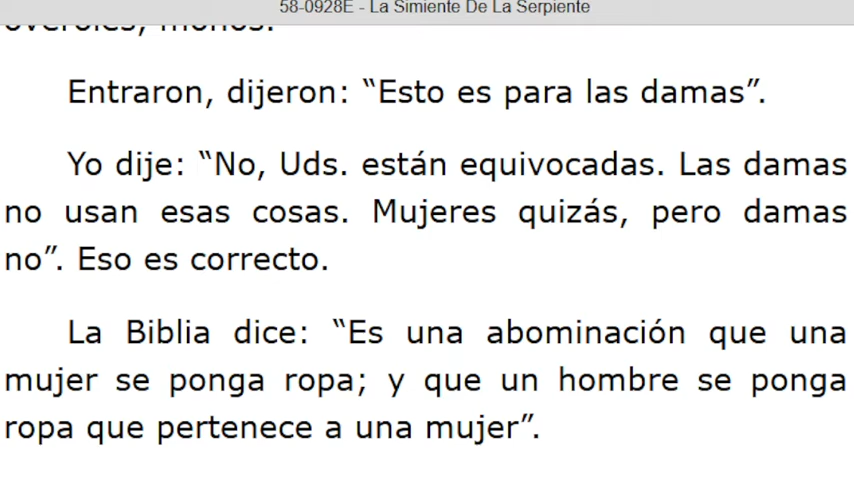 58-0928E - La Simiente De La Serpiente
overoles, monos.
Entraron, dijeron: “Esto es para las damas”.
Yo dije: “No, Uds. están equivocadas. Las damas
no usan esas cosas. Mujeres quizás, pero damas
no”. Eso es correcto.
La Biblia dice: “Es una abominación que una
mujer se ponga ropa; y que un hombre se ponga
ropa que pertenece a una mujer”.